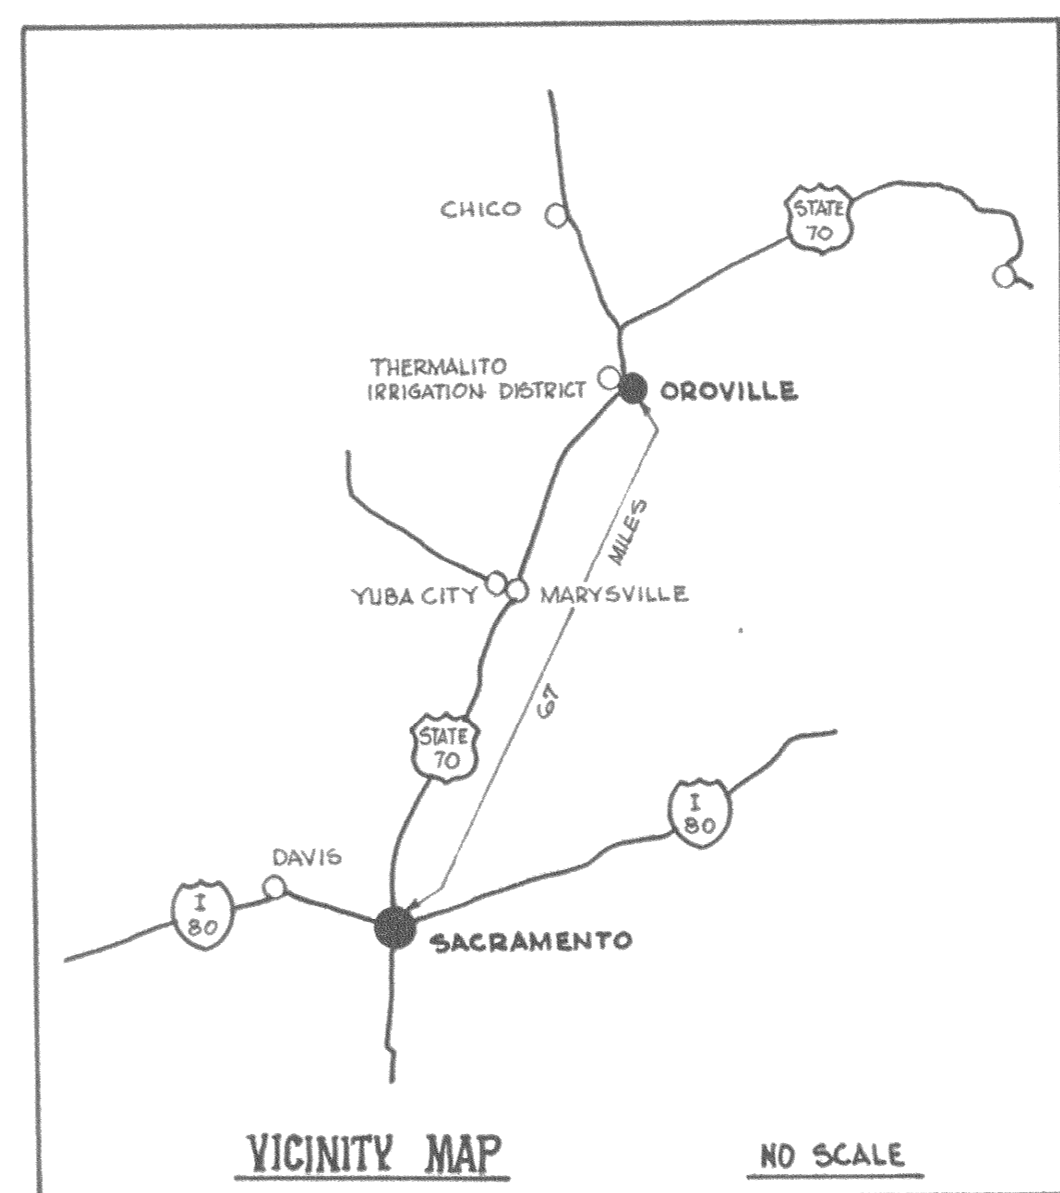 CHICO
STATE
70
THERMALITO
IRRIGATION DISTRICT
OROVILLE
MILES
YUBA CITY
MARYSVILLE
67
STATE
70
I
80
DAVIS
I
80
SACRAMENTO
VICINITY MAP
NO SCALE